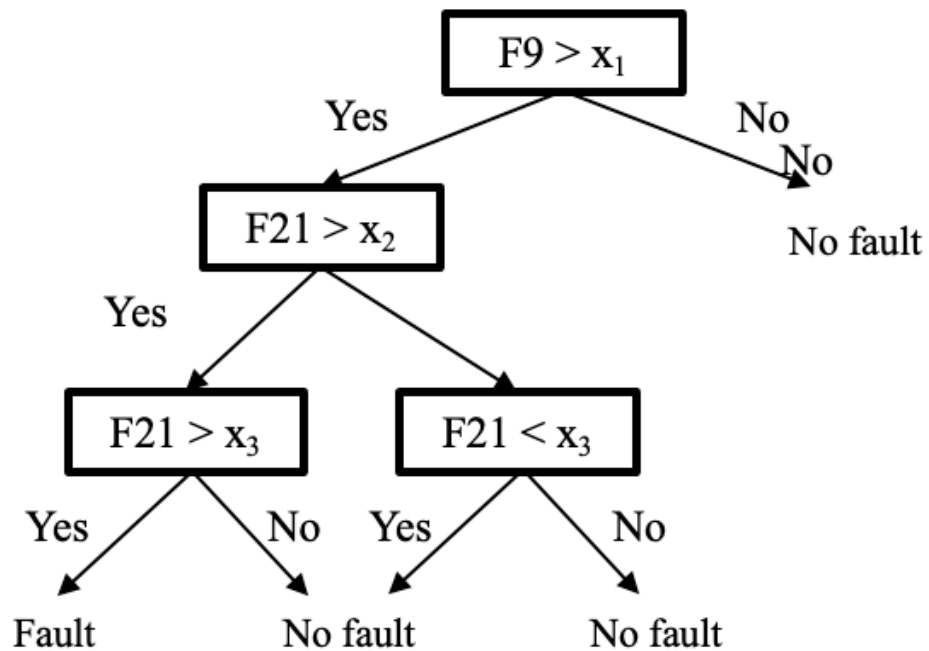 F9 > x₁
Yes
No
No
F21 > x₂
No fault
Yes
F21 > x₃
F21 < x₃
Yes
No
Yes
No
Fault
No fault
No fault